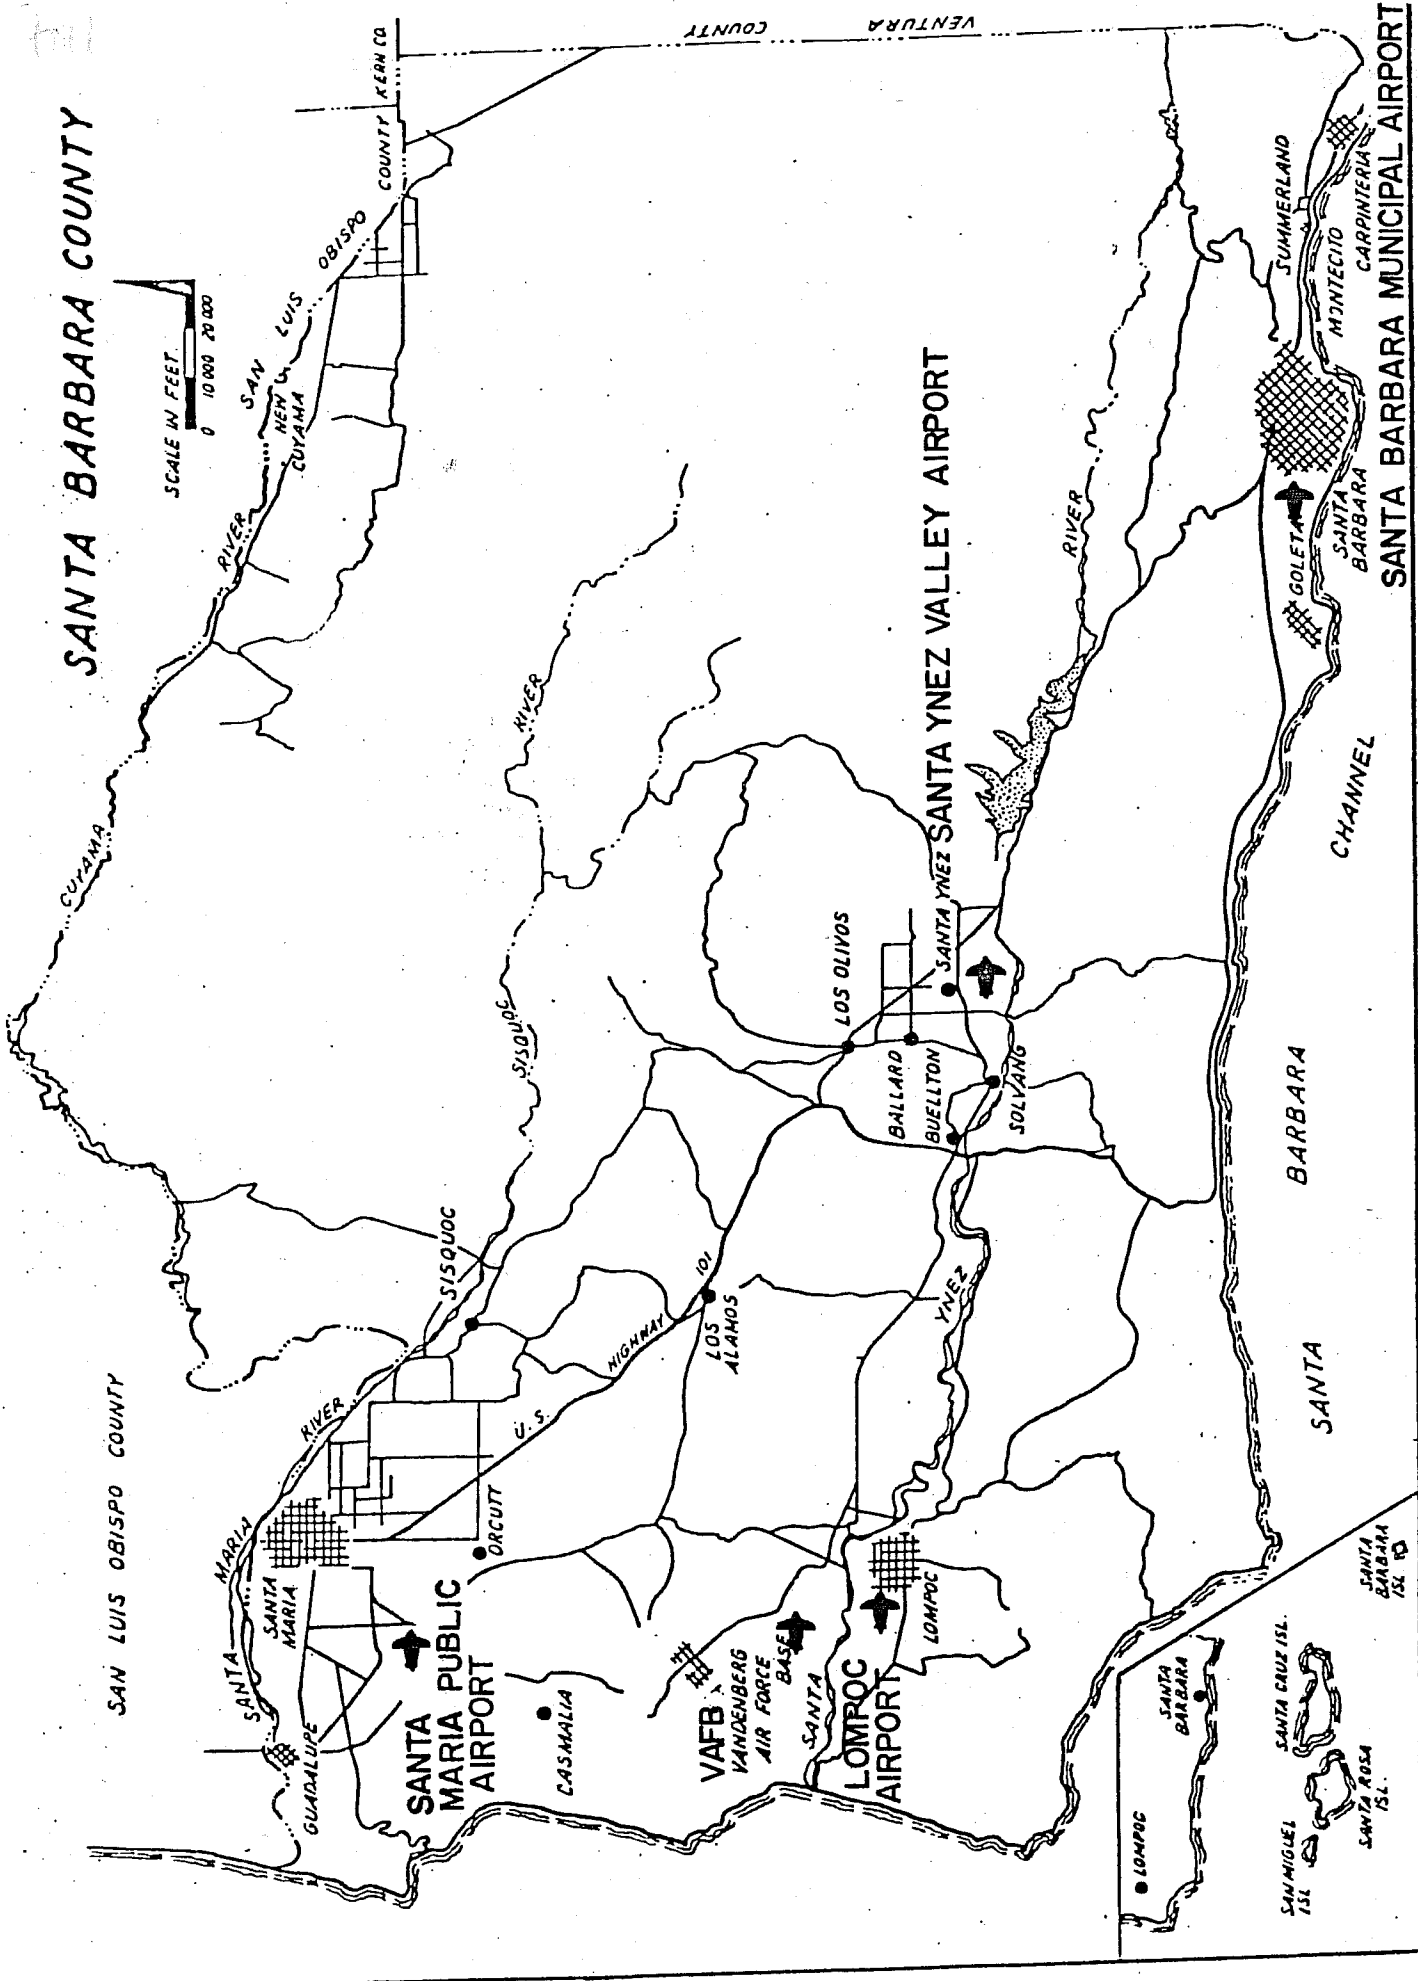 SANTA BARBARA COUNTY
SCALE IN FEET
0 10 000 20 000
SAN LUIS OBISPO COUNTY
SAN LUIS OBISPO COUNTY
KERN CO
VENTURA COUNTY
CUYAMA
RIVER
NEW
CUYAMA
SANTA MARIA RIVER
SANTA
MARIA
GUADALUPE
SANTA
MARIA PUBLIC
AIRPORT
ORCUTT
CASMALIA
SISQUOC
SISQUOC RIVER
U.S. HIGHWAY 101
LOS
ALAMOS
VAFB
VANDENBERG
AIR FORCE
BASE
LOMPOC
AIRPORT
LOMPOC
SANTA YNEZ RIVER
LOS OLIVOS
BALLARD
BUELLTON
SOLVANG
SANTA YNEZ
SANTA YNEZ VALLEY AIRPORT
GOLETA
SANTA
BARBARA
MONTECITO
SUMMERLAND
CARPINTERIA
SANTA BARBARA MUNICIPAL AIRPORT
SANTA BARBARA CHANNEL
LOMPOC
SANTA
BARBARA
SAN MIGUEL
ISL
SANTA ROSA
ISL.
SANTA CRUZ ISL.
SANTA
BARBARA
ISL